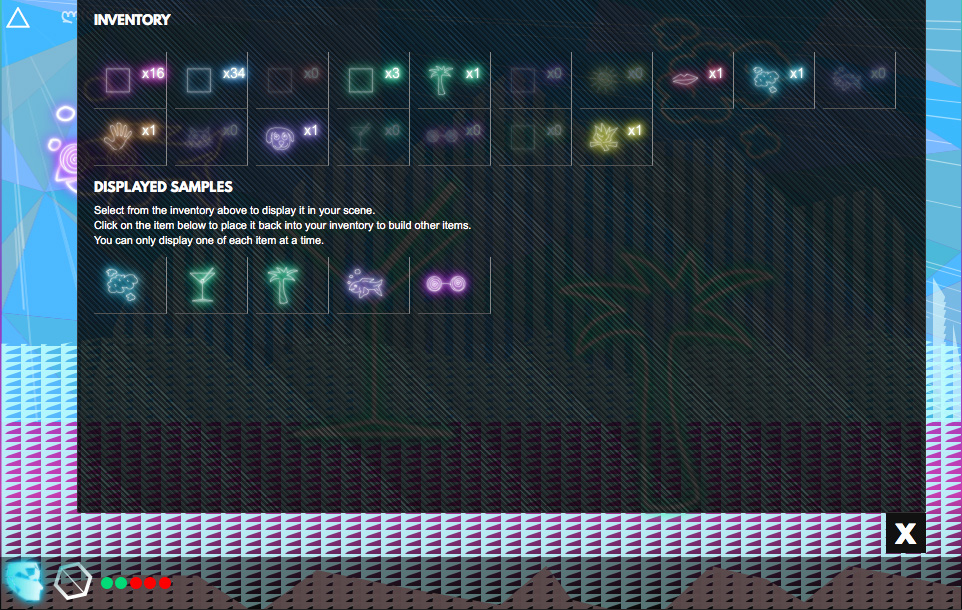 INVENTORY
x16 x34 x0 x3 x1 x0 x0 x1 x1 x0
x1 x0 x1 x0 x0 x0 x1
DISPLAYED SAMPLES
Select from the inventory above to display it in your scene.
Click on the item below to place it back into your inventory to build other items.
You can only display one of each item at a time.
X